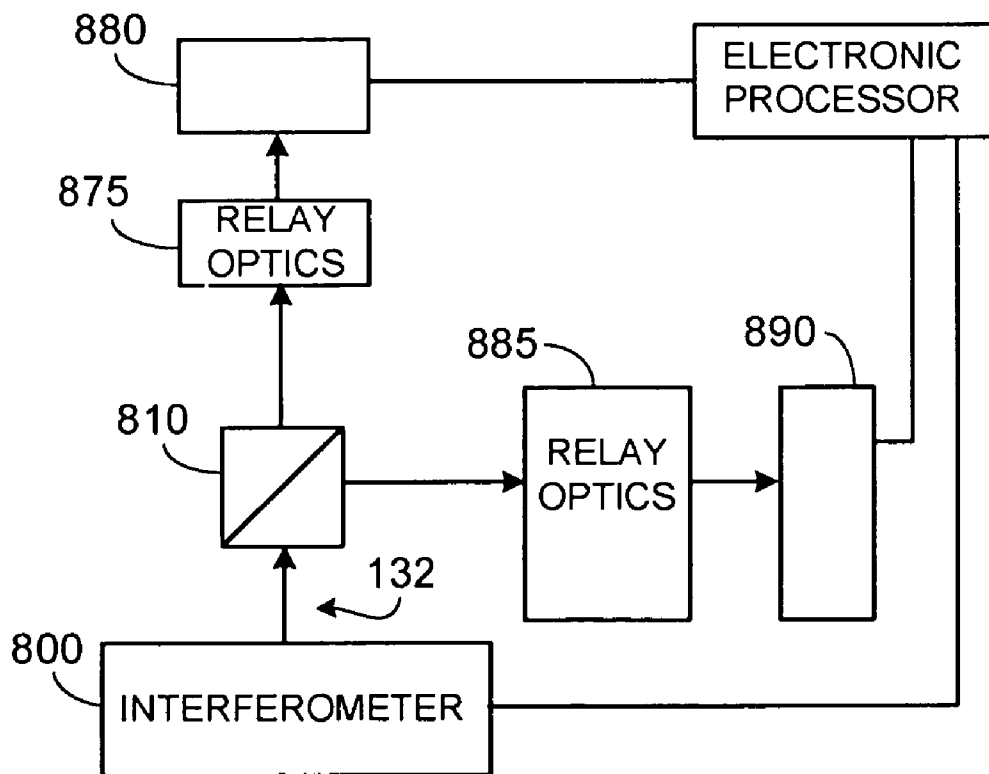 880
ELECTRONIC
PROCESSOR
875
RELAY
OPTICS
885
890
810
RELAY
OPTICS
132
800
INTERFEROMETER